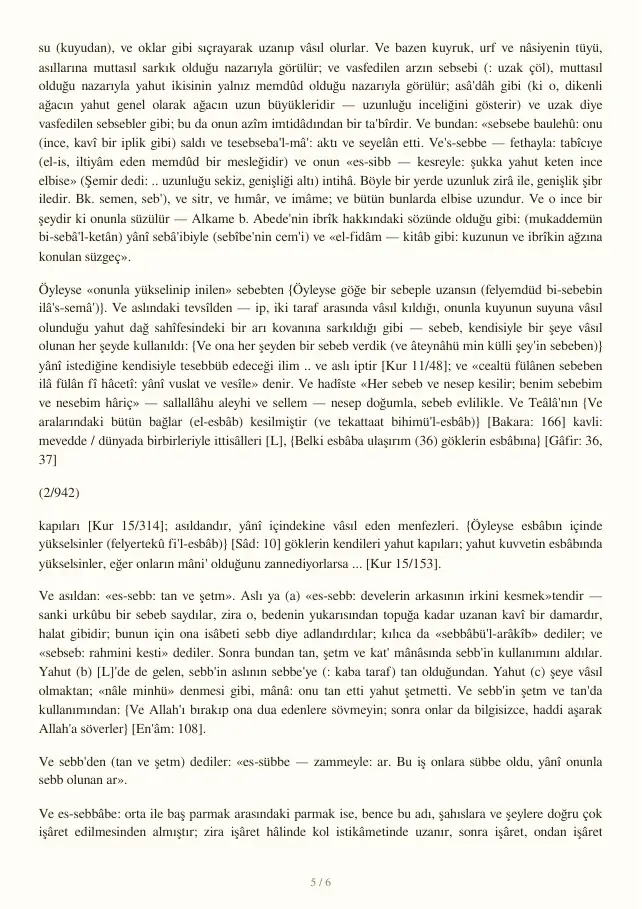 su (kuyudan), ve oklar gibi sıçrayarak uzanıp vâsıl olurlar. Ve bazen kuyruk, urf ve nâsiyenin tüyü,
asıllarına muttasıl sarkık olduğu nazarıyla görülür; ve vasfedilen arzın sebsebi (: uzak çöl), muttasıl
olduğu nazarıyla yahut ikisinin yalnız memdûd olduğu nazarıyla görülür; asâ'dâh gibi (ki o, dikenli
ağacın yahut genel olarak ağacın uzun büyükleridir — uzunluğu inceliğini gösterir) ve uzak diye
vasfedilen sebsebler gibi; bu da onun azîm imtidâdından bir ta'bîrdir. Ve bundan: «sebsebe baulehû: onu
(ince, kavî bir iplik gibi) saldı ve tesebseba'l-mâ': aktı ve seyelân etti. Ve's-sebbe — fethayla: tabîcıye
(el-is, iltiyâm eden memdûd bir mesleğidir) ve onun «es-sibb — kesreyle: şukka yahut keten ince
elbise» (Şemir dedi: .. uzunluğu sekiz, genişliği altı) intihâ. Böyle bir yerde uzunluk zirâ ile, genişlik şibr
iledir. Bk. semen, seb'), ve sitr, ve hımâr, ve imâme; ve bütün bunlarda elbise uzundur. Ve o ince bir
şeydir ki onunla süzülür — Alkame b. Abede'nin ibrîk hakkındaki sözünde olduğu gibi: (mukaddemün
bi-sebâ'l-ketân) yânî sebâ'ibiyle (sebîbe'nin cem'i) ve «el-fidâm — kitâb gibi: kuzunun ve ibrîkin ağzına
konulan süzgeç».
Öyleyse «onunla yükselinip inilen» sebebten {Öyleyse göğe bir sebeple uzansın (felyemdüd bi-sebebin
ilâ's-semâ')}. Ve aslındaki tevsîlden — ip, iki taraf arasında vâsıl kıldığı, onunla kuyunun suyuna vâsıl
olunduğu yahut dağ sahîfesindeki bir arı kovanına sarkıldığı gibi — sebeb, kendisiyle bir şeye vâsıl
olunan her şeyde kullanıldı: {Ve ona her şeyden bir sebeb verdik (ve âteynâhü min külli şey'in sebeben)}
yânî istediğine kendisiyle tesebbüb edeceği ilim .. ve aslı iptir [Kur 11/48]; ve «cealtü fülânen sebeben
ilâ fülân fî hâcetî: yânî vuslat ve vesîle» denir. Ve hadîste «Her sebeb ve nesep kesilir; benim sebebim
ve nesebim hâriç» — sallallâhu aleyhi ve sellem — nesep doğumla, sebeb evlilikle. Ve Teâlâ'nın {Ve
aralarındaki bütün bağlar (el-esbâb) kesilmiştir (ve tekattaat bihimü'l-esbâb)} [Bakara: 166] kavli:
mevedde / dünyada birbirleriyle ittisâlleri [L], {Belki esbâba ulaşırım (36) göklerin esbâbına} [Gâfir: 36,
37]
(2/942)
kapıları [Kur 15/314]; asıldandır, yânî içindekine vâsıl eden menfezleri. {Öyleyse esbâbın içinde
yükselsinler (felyertekû fi'l-esbâb)} [Sâd: 10] göklerin kendileri yahut kapıları; yahut kuvvetin esbâbında
yükselsinler, eğer onların mâni' olduğunu zannediyorlarsa ... [Kur 15/153].
Ve asıldan: «es-sebb: tan ve şetm». Aslı ya (a) «es-sebb: develerin arkasının irkini kesmek»tendir —
sanki urkûbu bir sebeb saydılar, zira o, bedenin yukarısından topuğa kadar uzanan kavî bir damardır,
halat gibidir; bunun için ona isâbeti sebb diye adlandırdılar; kılıca da «sebbâbü'l-arâkîb» dediler; ve
«sebseb: rahmini kesti» dediler. Sonra bundan tan, şetm ve kat' mânâsında sebb'in kullanımını aldılar.
Yahut (b) [L]'de de gelen, sebb'in aslının sebbe'ye (: kaba taraf) tan olduğundan. Yahut (c) şeye vâsıl
olmaktan; «nâle minhü» denmesi gibi, mânâ: onu tan etti yahut şetmetti. Ve sebb'in şetm ve tan'da
kullanımından: {Ve Allah'ı bırakıp ona dua edenlere sövmeyin; sonra onlar da bilgisizce, haddi aşarak
Allah'a söverler} [En'âm: 108].
Ve sebb'den (tan ve şetm) dediler: «es-sübbe — zammeyle: ar. Bu iş onlara sübbe oldu, yânî onunla
sebb olunan ar».
Ve es-sebbâbe: orta ile baş parmak arasındaki parmak ise, bence bu adı, şahıslara ve şeylere doğru çok
işâret edilmesinden almıştır; zira işâret hâlinde kol istikâmetinde uzanır, sonra işâret, ondan işâret
5 / 6